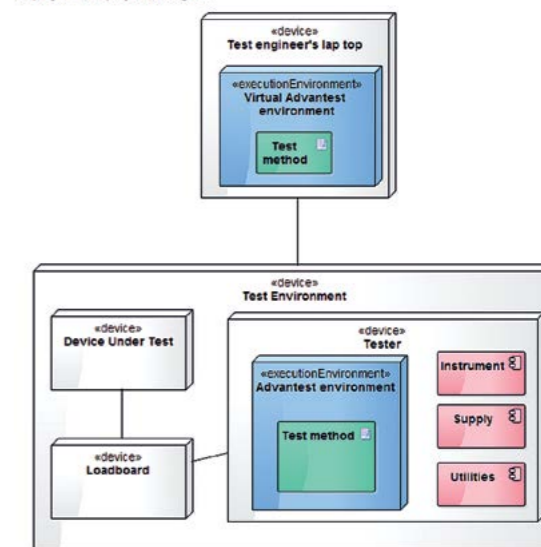 «device»
Test engineer's lap top
«executionEnvironment»
Virtual Advantest
environment
Test
method
«device»
Test Environment
«device»
Device Under Test
«device»
Loadboard
«device»
Tester
«executionEnvironment»
Advantest environment
Test method
Instrument
Supply
Utilities